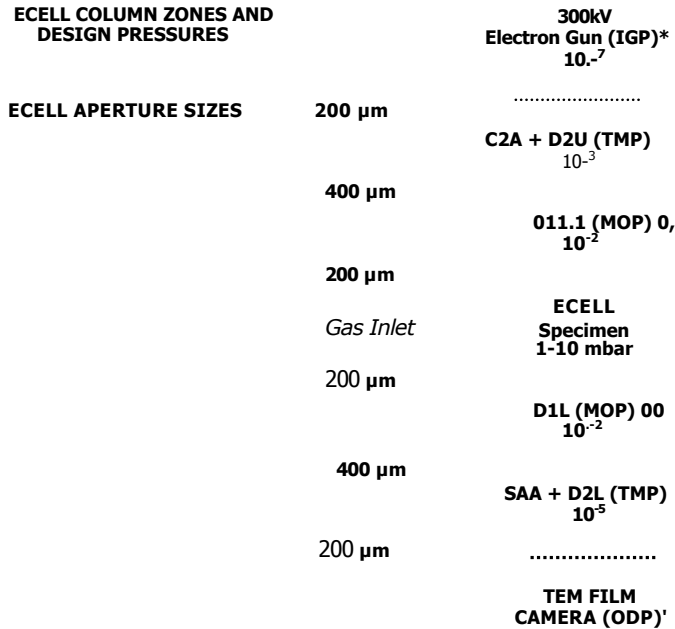 ECELL COLUMN ZONES AND
DESIGN PRESSURES
300kV
Electron Gun (IGP)*
10.-⁷
........................
ECELL APERTURE SIZES 200 µm
C2A + D2U (TMP)
10-³
400 µm
011.1 (MOP) 0,
10⁻²
200 µm
ECELL
Gas Inlet Specimen
1-10 mbar
200 µm
D1L (MOP) 00
10·⁻²
400 µm
SAA + D2L (TMP)
10⁻⁵
200 µm ....................
TEM FILM
CAMERA (ODP)'